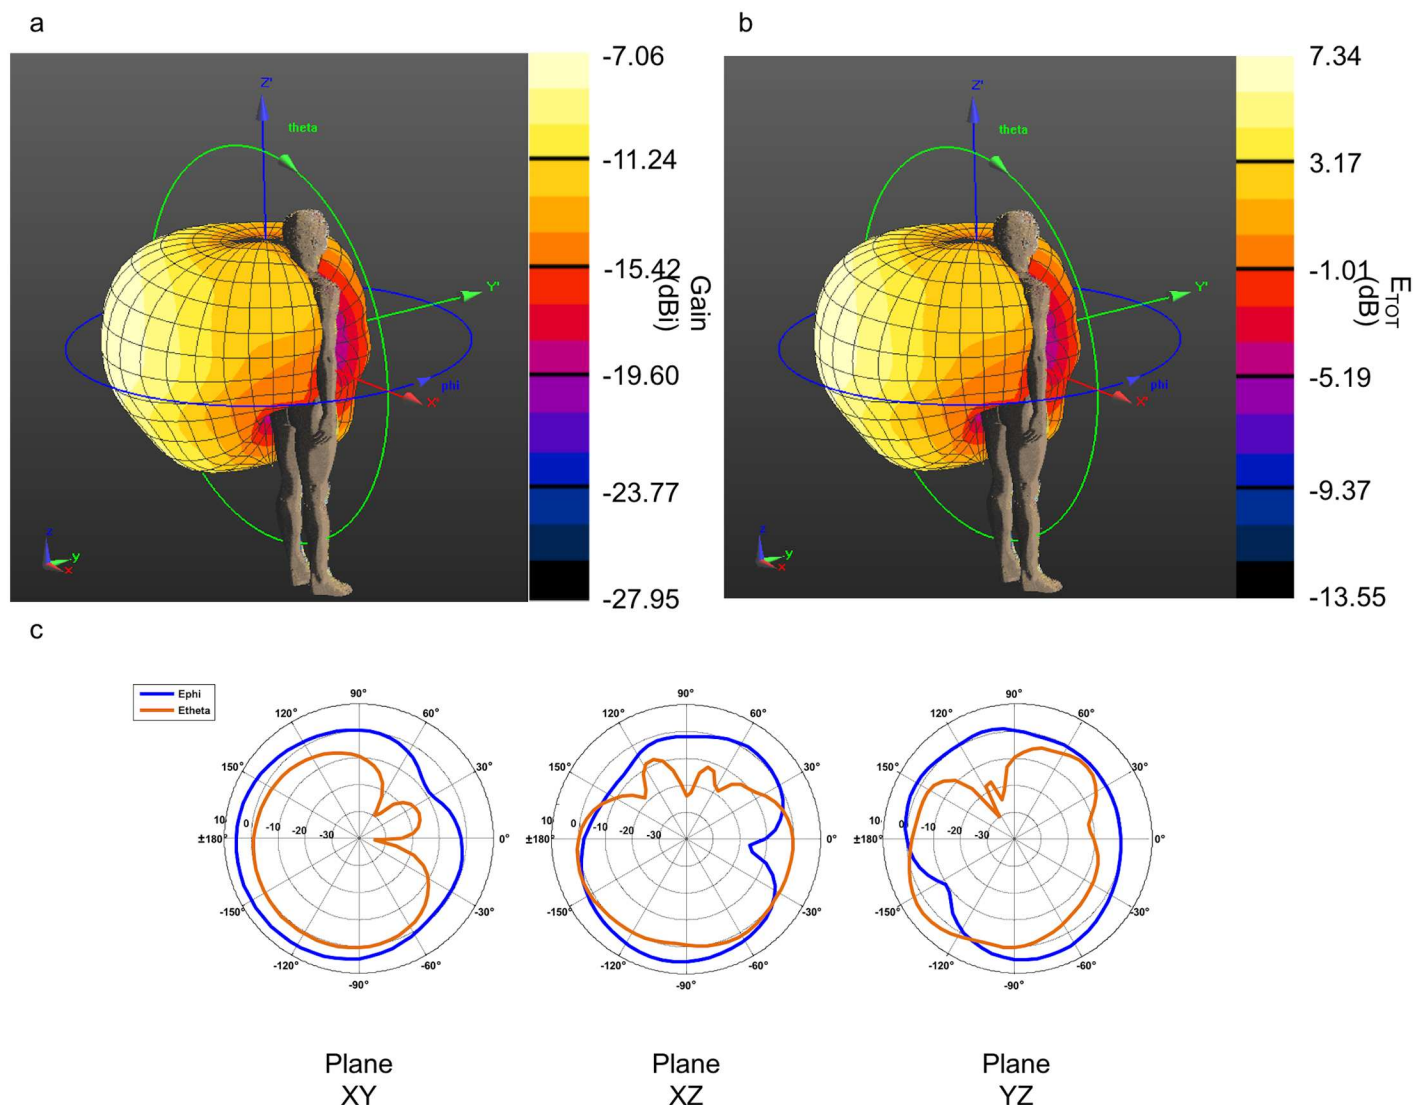 a
b
Z'
theta
Y'
phi
X'
z
y
x
-7.06
-11.24
-15.42
-19.60
-23.77
-27.95
Gain
(dBi)
Z'
theta
Y'
phi
X'
z
y
x
7.34
3.17
-1.01
-5.19
-9.37
-13.55
ETOT
(dB)
c
Ephi
Etheta
90°
120°
60°
150°
30°
10
0
-10
-20
-30
±180°
0°
-150°
-30°
-120°
-60°
-90°
90°
120°
60°
150°
30°
10
0
-10
-20
-30
±180°
0°
-150°
-30°
-120°
-60°
-90°
90°
120°
60°
150°
30°
10
0
-10
-20
-30
±180°
0°
-150°
-30°
-120°
-60°
-90°
Plane
XY
Plane
XZ
Plane
YZ